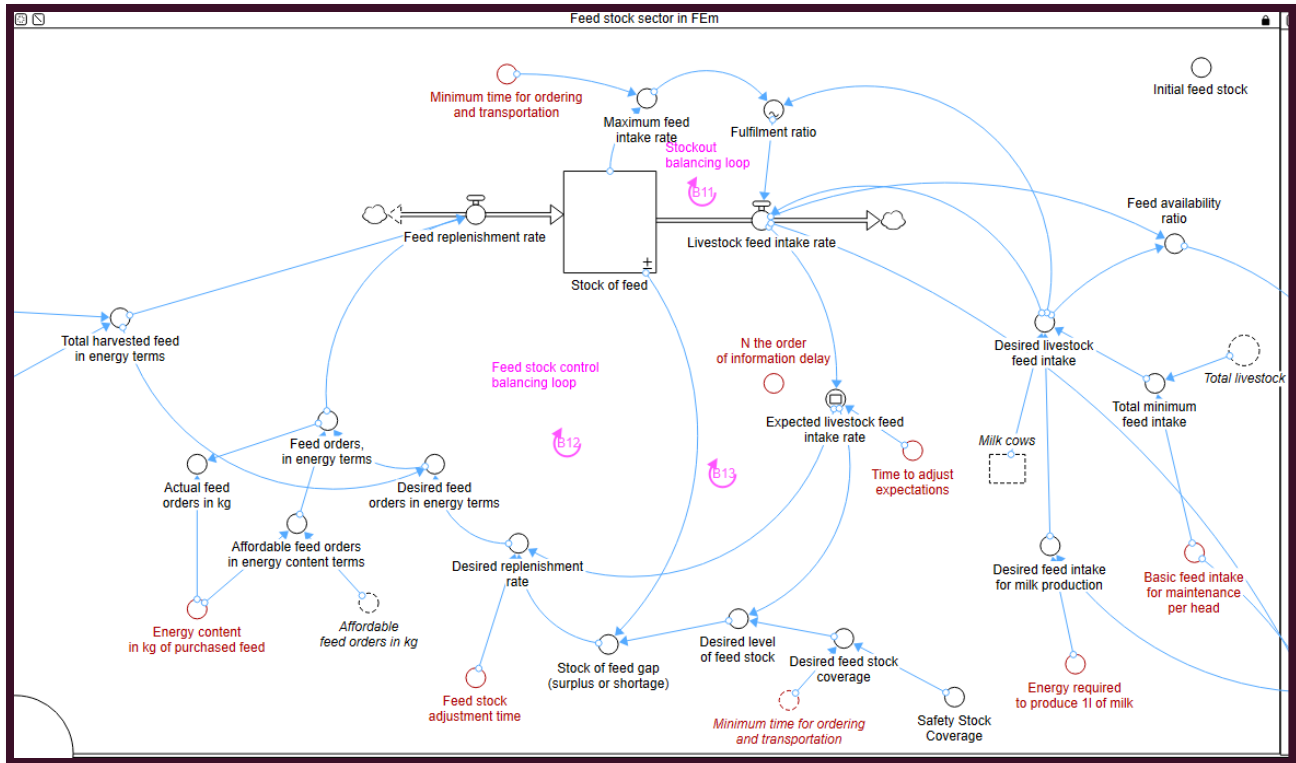 Feed stock sector in FEm
Initial feed stock
Minimum time for ordering
and transportation
Maximum feed
intake rate
Fulfilment ratio
Stockout
balancing loop
B11
Feed availability
ratio
Feed replenishment rate
Livestock feed intake rate
Stock of feed
Total harvested feed
in energy terms
N the order
of information delay
Desired livestock
feed intake
Total livestock
Feed stock control
balancing loop
Total minimum
feed intake
Expected livestock feed
intake rate
B12
B13
Feed orders,
in energy terms
Milk cows
Time to adjust
expectations
Actual feed
orders in kg
Desired feed
orders in energy terms
Affordable feed orders
in energy content terms
Desired replenishment
rate
Desired feed intake
for milk production
Basic feed intake
for maintenance
per head
Energy content
in kg of purchased feed
Affordable
feed orders in kg
Stock of feed gap
(surplus or shortage)
Desired level
of feed stock
Desired feed stock
coverage
Feed stock
adjustment time
Minimum time for ordering
and transportation
Safety Stock
Coverage
Energy required
to produce 1l of milk